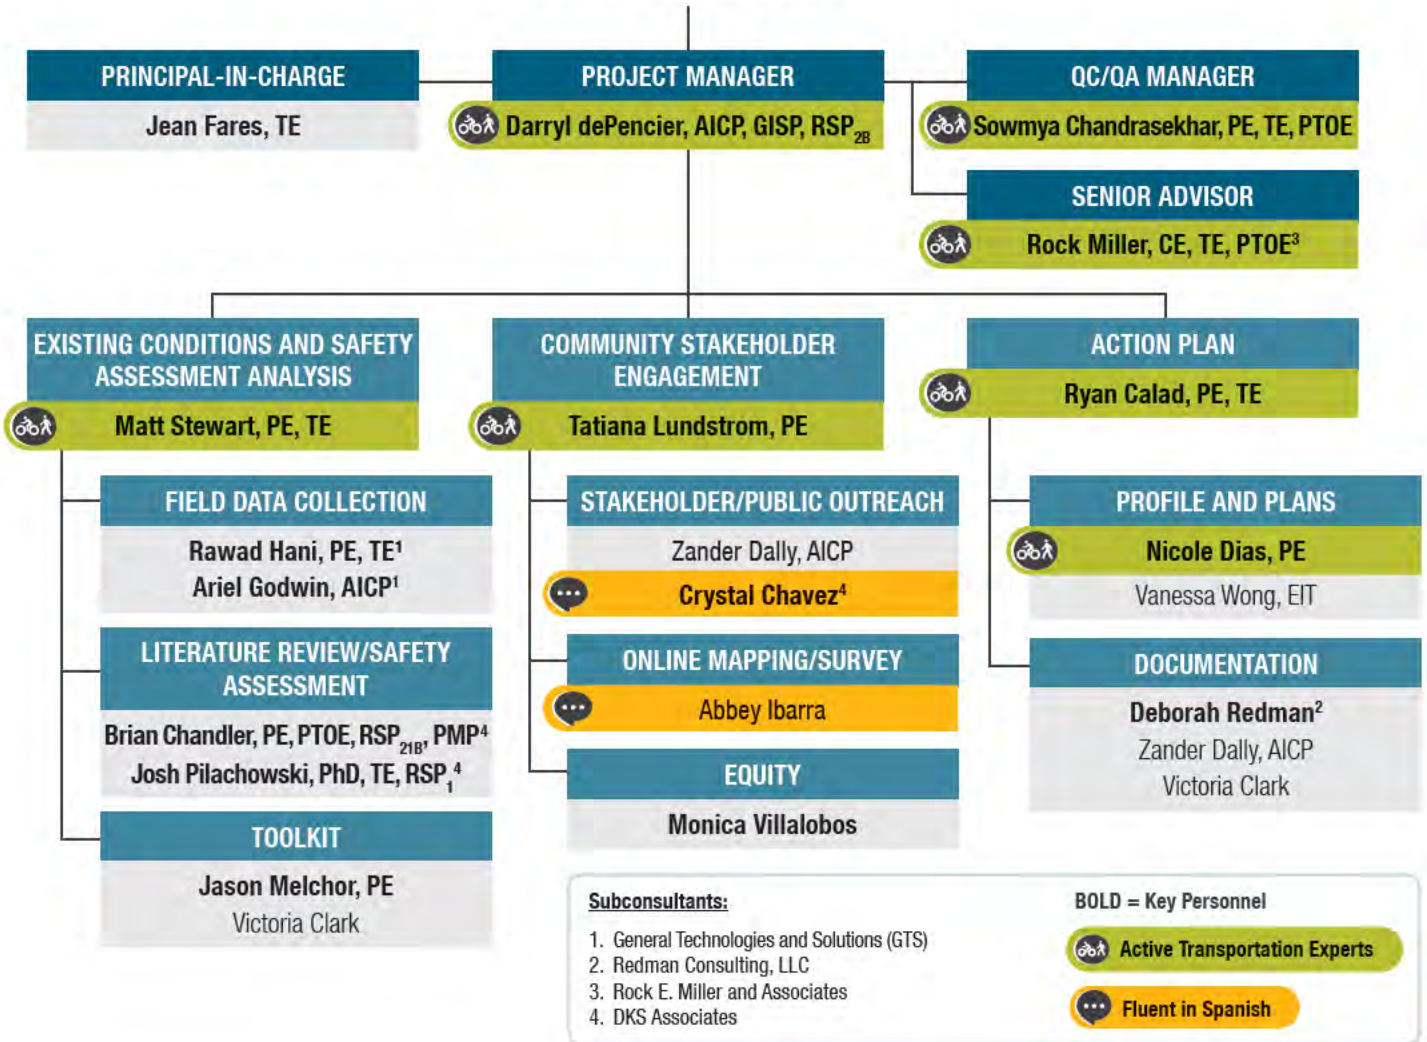 PRINCIPAL-IN-CHARGE
Jean Fares, TE
PROJECT MANAGER
Darryl dePencier, AICP, GISP, RSP2B
QC/QA MANAGER
Sowmya Chandrasekhar, PE, TE, PTOE
SENIOR ADVISOR
Rock Miller, CE, TE, PTOE³
EXISTING CONDITIONS AND SAFETY
ASSESSMENT ANALYSIS
Matt Stewart, PE, TE
FIELD DATA COLLECTION
Rawad Hani, PE, TE¹
Ariel Godwin, AICP¹
LITERATURE REVIEW/SAFETY
ASSESSMENT
Brian Chandler, PE, PTOE, RSP21B, PMP⁴
Josh Pilachowski, PhD, TE, RSP1⁴
TOOLKIT
Jason Melchor, PE
Victoria Clark
COMMUNITY STAKEHOLDER
ENGAGEMENT
Tatiana Lundstrom, PE
STAKEHOLDER/PUBLIC OUTREACH
Zander Dally, AICP
Crystal Chavez⁴
ONLINE MAPPING/SURVEY
Abbey Ibarra
EQUITY
Monica Villalobos
ACTION PLAN
Ryan Calad, PE, TE
PROFILE AND PLANS
Nicole Dias, PE
Vanessa Wong, EIT
DOCUMENTATION
Deborah Redman²
Zander Dally, AICP
Victoria Clark
Subconsultants:
1. General Technologies and Solutions (GTS)
2. Redman Consulting, LLC
3. Rock E. Miller and Associates
4. DKS Associates
BOLD = Key Personnel
Active Transportation Experts
Fluent in Spanish